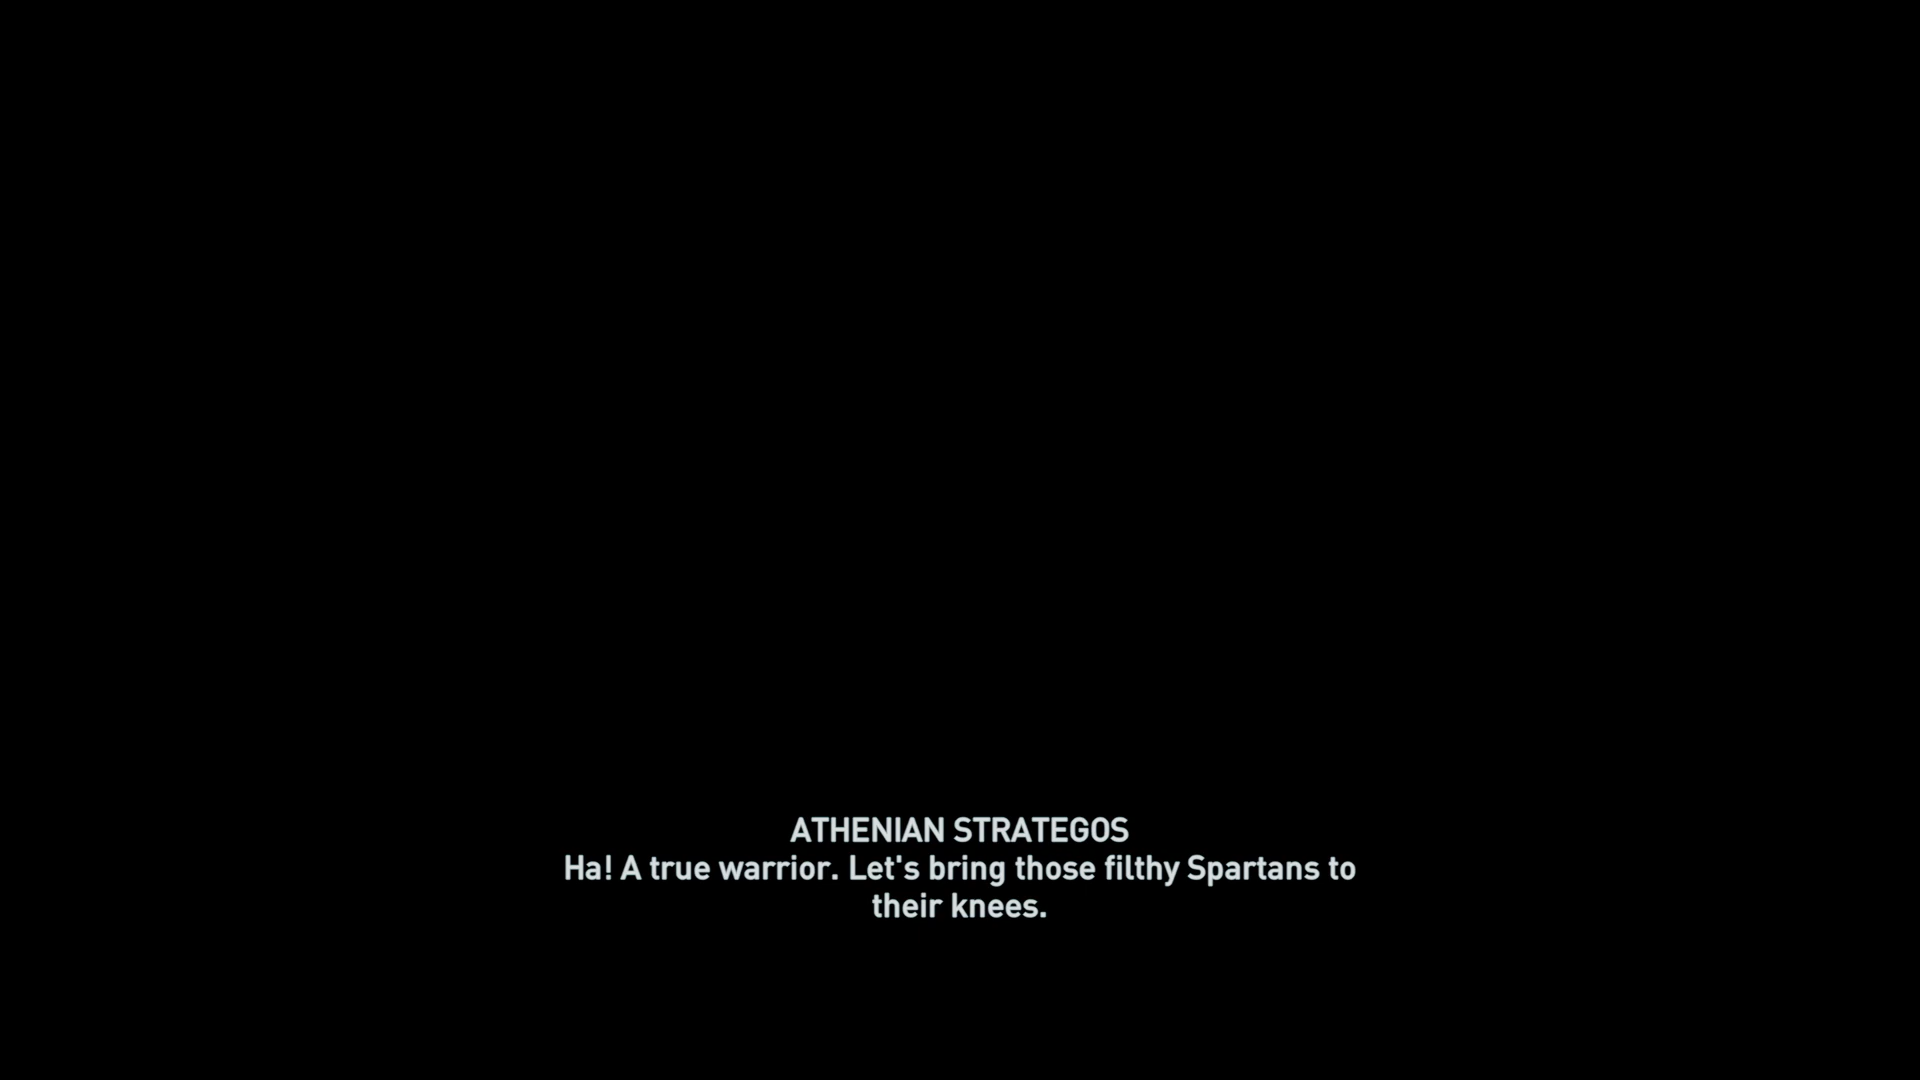 ATHENIAN STRATEGOS
Ha! A true warrior. Let's bring those filthy Spartans to
their knees.